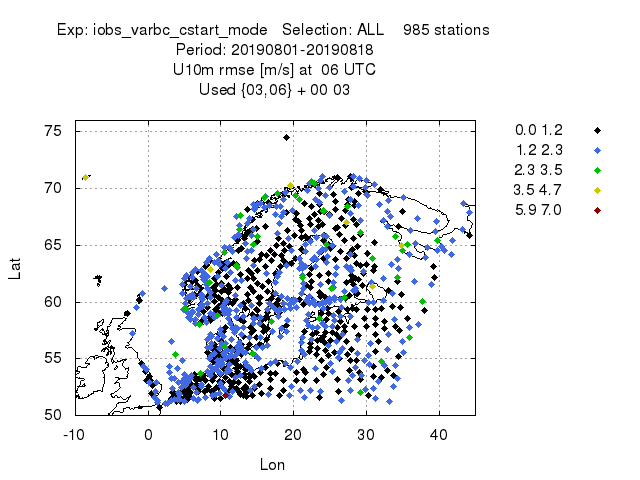 Exp: iobs_varbc_cstart_mode   Selection: ALL    985 stations
Period: 20190801-20190818
U10m rmse [m/s] at  06 UTC
Used {03,06} + 00 03
75
70
65
60
55
50
Lat
-10 0 10 20 30 40
Lon
0.0 1.2
1.2 2.3
2.3 3.5
3.5 4.7
5.9 7.0